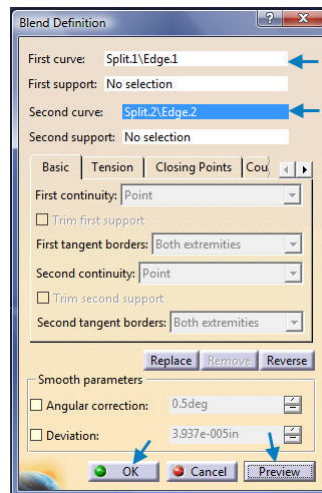 Blend Definition
First curve: Split.1\Edge.1
First support: No selection
Second curve: Split.2\Edge.2
Second support: No selection
Basic Tension Closing Points Cou
First continuity: Point
Trim first support
First tangent borders: Both extremities
Second continuity: Point
Trim second support
Second tangent borders: Both extremities
Replace Remove Reverse
Smooth parameters
Angular correction: 0.5deg
Deviation: 3.937e-005in
OK Cancel Preview